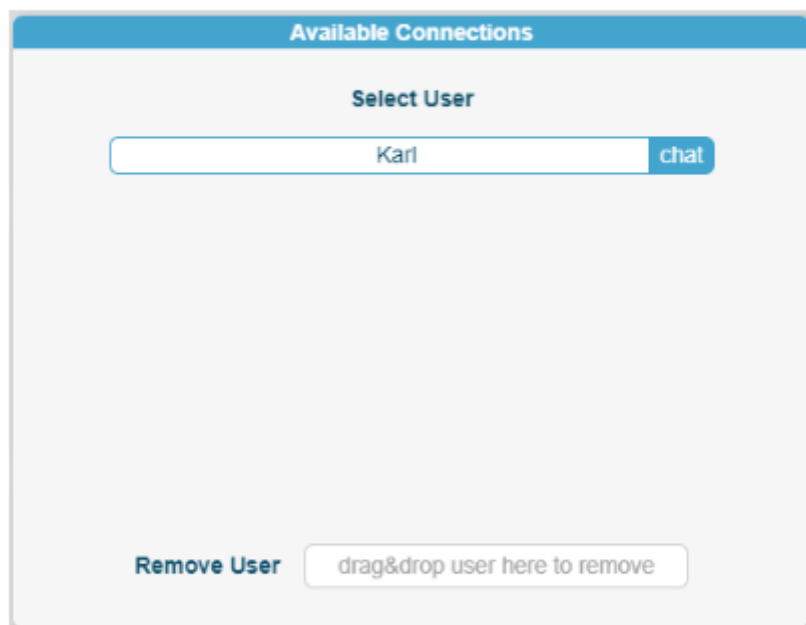 Available Connections
Select User
Karl chat
Remove User drag&drop user here to remove